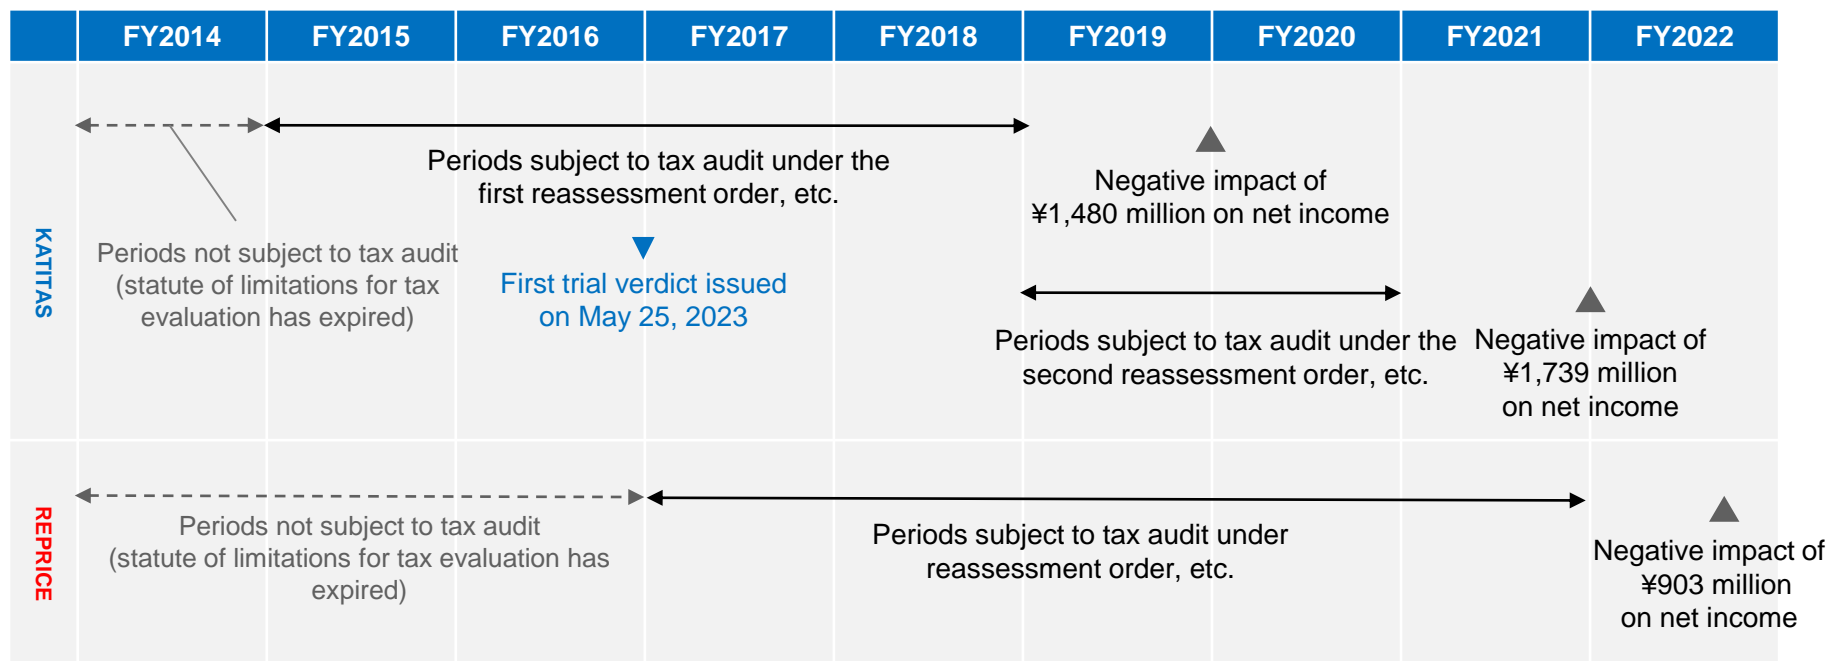 FY2014 FY2015 FY2016 FY2017 FY2018 FY2019 FY2020 FY2021 FY2022
KATITAS
Periods not subject to tax audit
(statute of limitations for tax
evaluation has expired)
Periods subject to tax audit under the
first reassessment order, etc.
First trial verdict issued
on May 25, 2023
Negative impact of
¥1,480 million on net income
Periods subject to tax audit under the
second reassessment order, etc.
Negative impact of
¥1,739 million
on net income
REPRICE
Periods not subject to tax audit
(statute of limitations for tax evaluation has
expired)
Periods subject to tax audit under
reassessment order, etc.
Negative impact of
¥903 million
on net income